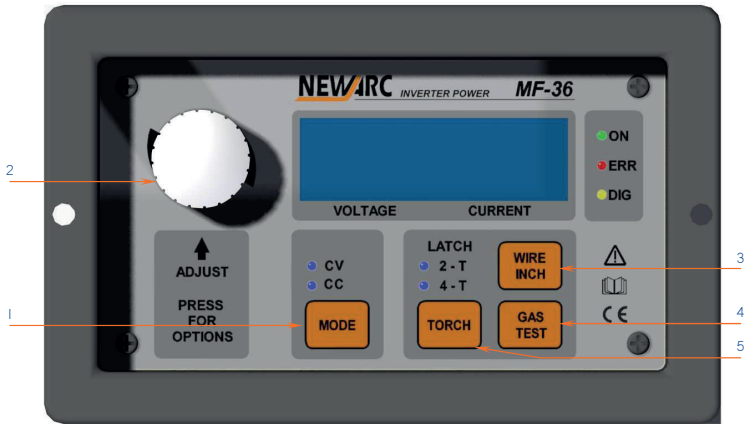 NEWARC INVERTER POWER MF-36
ON
ERR
DIG
VOLTAGE CURRENT
2
ADJUST
PRESS
FOR
OPTIONS
CV
CC
MODE
LATCH
2 - T
4 - T
TORCH
WIRE
INCH
GAS
TEST
CE
3
4
5
1